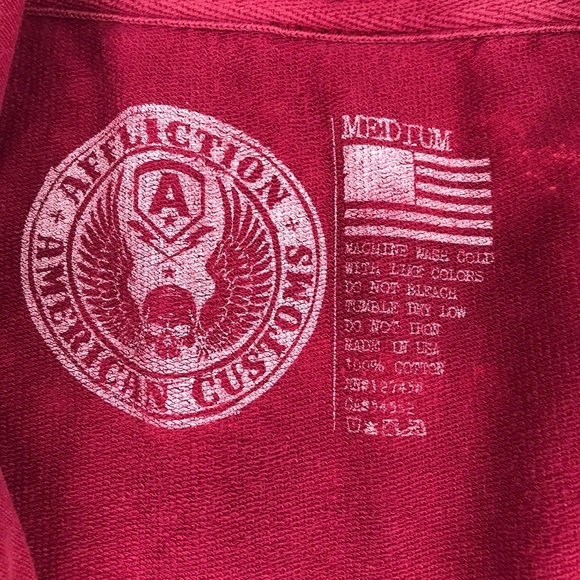 AFFLICTION
A
AMERICAN CUSTOMS
MEDIUM
MACHINE WASH COLD
WITH LIKE COLORS
DO NOT BLEACH
TUMBLE DRY LOW
DO NOT IRON
MADE IN USA
100% COTTON